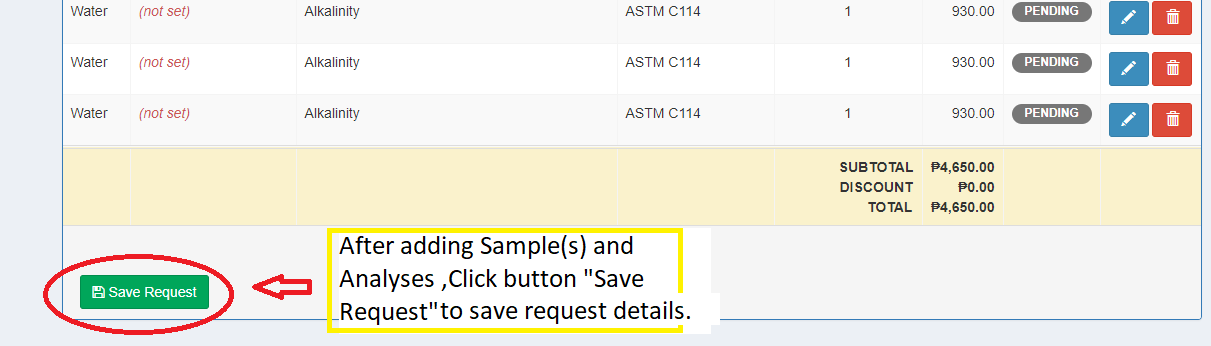 Water (not set) Alkalinity ASTM C114 1 930.00 PENDING
Water (not set) Alkalinity ASTM C114 1 930.00 PENDING
Water (not set) Alkalinity ASTM C114 1 930.00 PENDING
SUBTOTAL ₱4,650.00
DISCOUNT ₱0.00
TOTAL ₱4,650.00
After adding Sample(s) and
Analyses ,Click button "Save
Request"to save request details.
Save Request